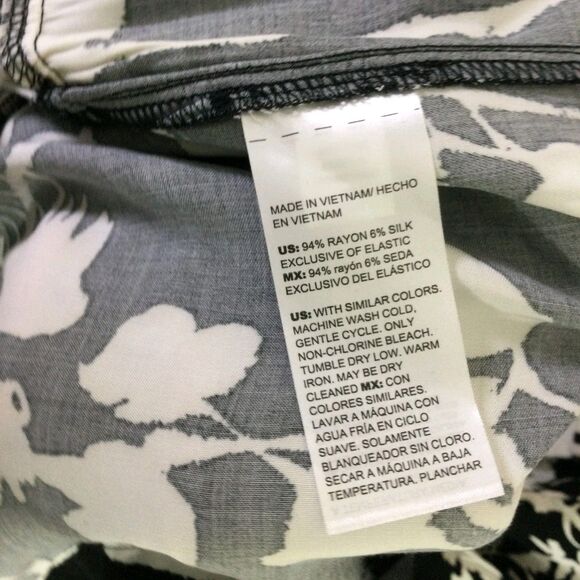 MADE IN VIETNAM/ HECHO
EN VIETNAM
US: 94% RAYON 6% SILK
EXCLUSIVE OF ELASTIC
MX: 94% rayón 6% SEDA
EXCLUSIVO DEL ELÁSTICO
US: WITH SIMILAR COLORS.
MACHINE WASH COLD,
GENTLE CYCLE. ONLY
NON-CHLORINE BLEACH.
TUMBLE DRY LOW. WARM
IRON. MAY BE DRY
CLEANED MX: CON
COLORES SIMILARES.
LAVAR A MÁQUINA CON
AGUA FRÍA EN CICLO
SUAVE. SOLAMENTE
BLANQUEADOR SIN CLORO.
SECAR A MÁQUINA A BAJA
TEMPERATURA. PLANCHAR